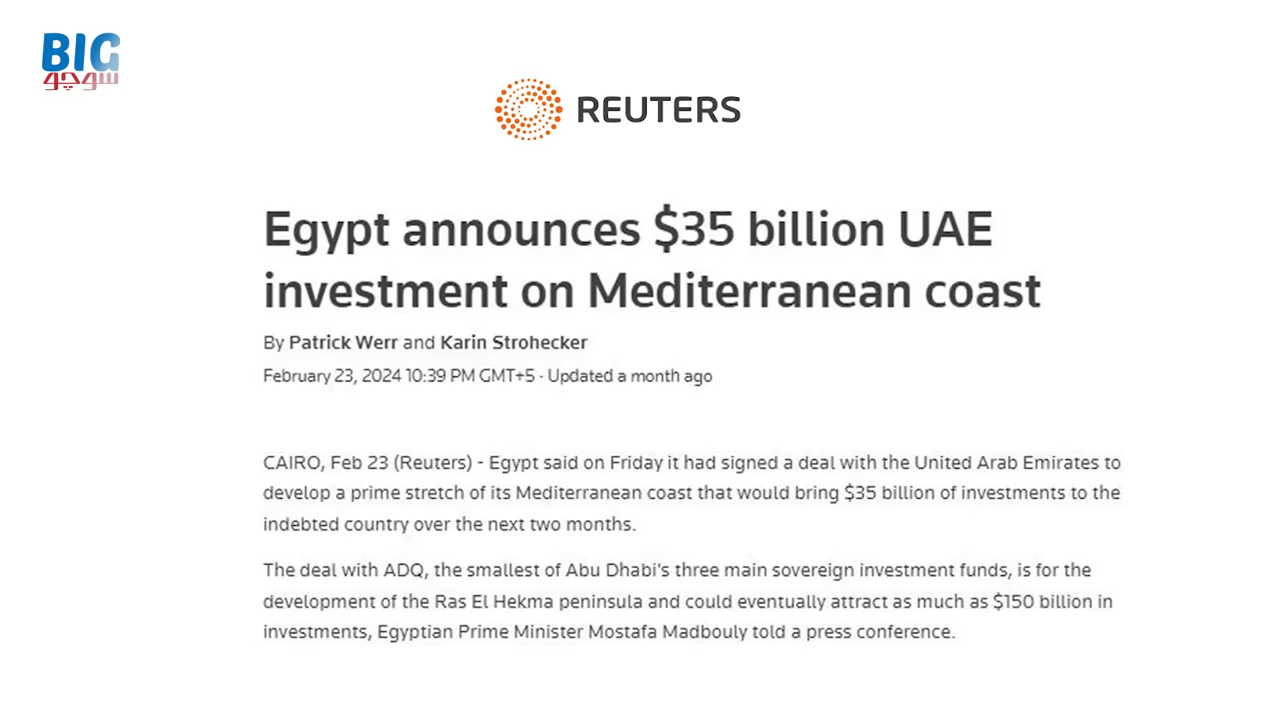 BIG
سوچو
REUTERS
Egypt announces $35 billion UAE
investment on Mediterranean coast
By Patrick Werr and Karin Strohecker
February 23, 2024 10:39 PM GMT+5 · Updated a month ago
CAIRO, Feb 23 (Reuters) - Egypt said on Friday it had signed a deal with the United Arab Emirates to
develop a prime stretch of its Mediterranean coast that would bring $35 billion of investments to the
indebted country over the next two months.
The deal with ADQ, the smallest of Abu Dhabi's three main sovereign investment funds, is for the
development of the Ras El Hekma peninsula and could eventually attract as much as $150 billion in
investments, Egyptian Prime Minister Mostafa Madbouly told a press conference.